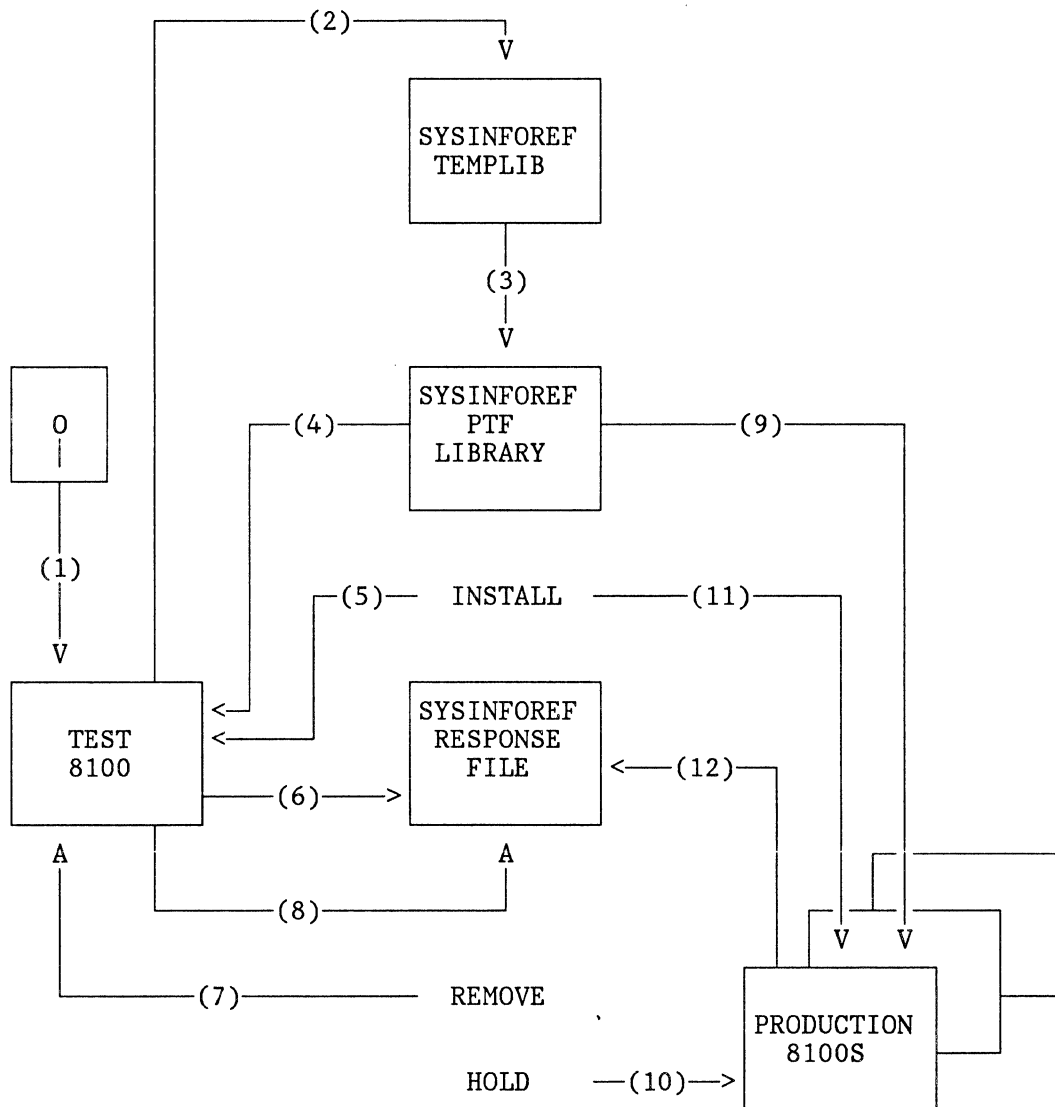 (2)
V
SYSINFOREF
TEMPLIB
(3)
V
O
SYSINFOREF
PTF
LIBRARY
(4)
(9)
(1)
(5)
INSTALL
(11)
V
TEST
8100
<
<
SYSINFOREF
RESPONSE
FILE
<
(12)
(6)
>
A
A
(8)
V
V
(7)
REMOVE
PRODUCTION
8100S
HOLD
(10)
>